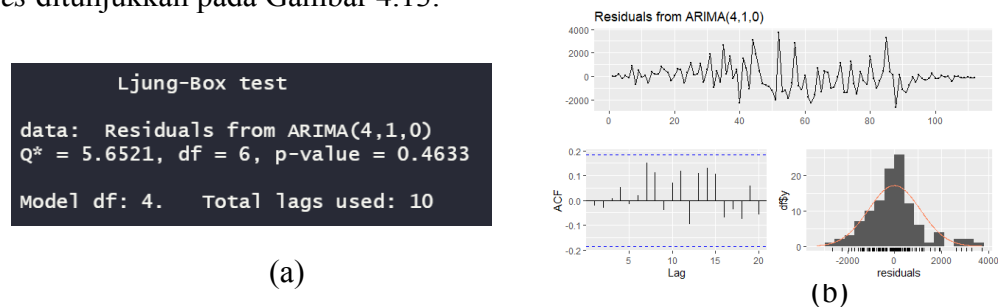 es ditunjukkan pada Gambar 4.13.
Ljung-Box test
data: Residuals from ARIMA(4,1,0)
Q* = 5.6521, df = 6, p-value = 0.4633
Model df: 4. Total lags used: 10
(a)
Residuals from ARIMA(4,1,0)
4000
2000
0
-2000
0 20 40 60 80 100
0.2
0.1
0.0
-0.1
-0.2
ACF
5 10 15 20
Lag
20
10
0
-2000 0 2000 4000
residuals
(b)